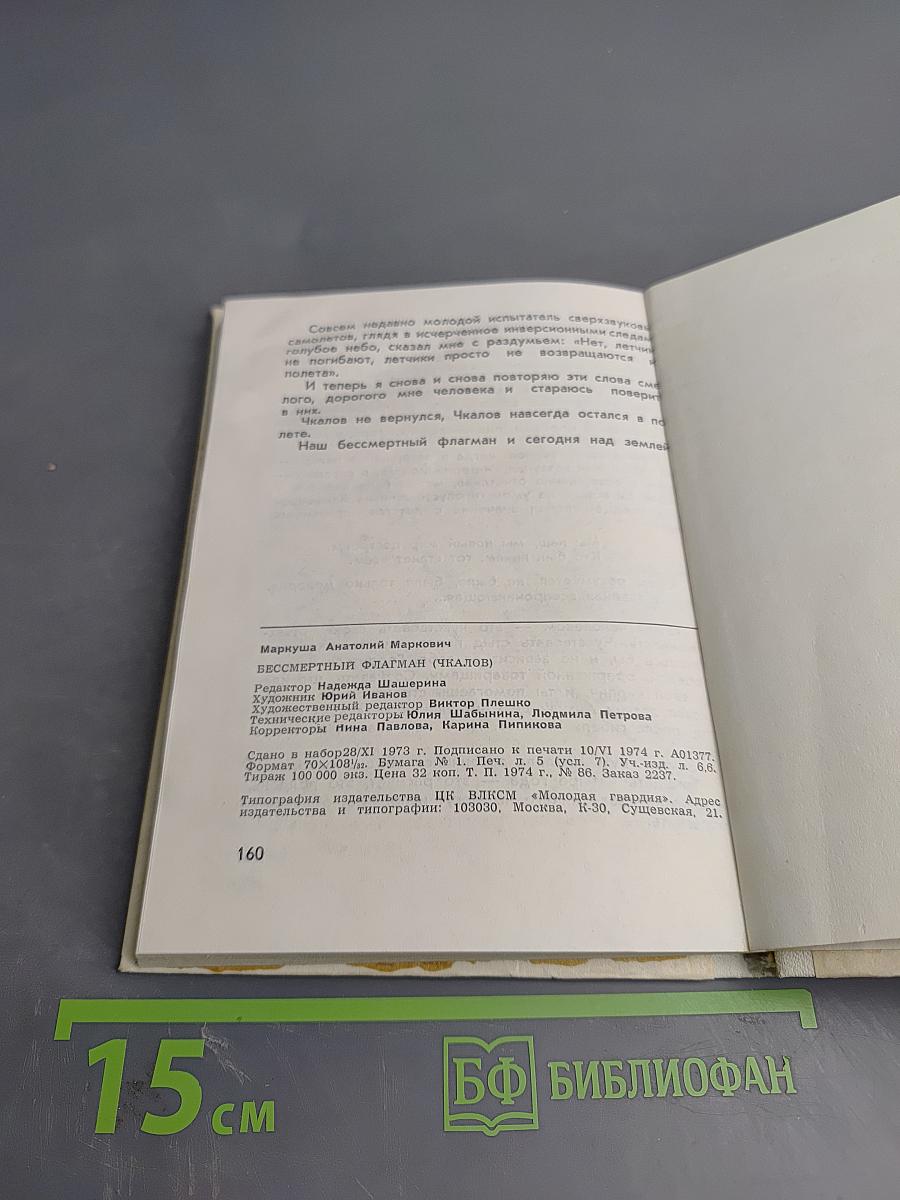 Совсем недавно молодой испытатель сверхзвуковы
самолетов, глядя в исчерченное инверсионными следам
голубое небо, сказал мне с раздумьем: «Нет, летчик
не погибают, летчики просто не возвращаются и
полета».
И теперь я снова и снова повторяю эти слова сме
лого, дорогого мне человека и стараюсь поверит
в них.
Чкалов не вернулся, Чкалов навсегда остался в по
лете.
Наш бессмертный флагман и сегодня над землей
Маркуша Анатолий Маркович
БЕССМЕРТНЫЙ ФЛАГМАН (ЧКАЛОВ)
Редактор Надежда Шашерина
Художник Юрий Иванов
Художественный редактор Виктор Плешко
Технические редакторы Юлия Шабынина, Людмила Петрова
Корректоры Нина Павлова, Карина Пипикова
Сдано в набор 28/XI 1973 г. Подписано к печати 10/VI 1974 г. А01377.
Формат 70×108¹/₃₂. Бумага № 1. Печ. л. 5 (усл. 7). Уч.-изд. л. 6,6.
Тираж 100 000 экз. Цена 32 коп. Т. П. 1974 г., № 86. Заказ 2237.
Типография издательства ЦК ВЛКСМ «Молодая гвардия». Адрес
издательства и типографии: 103030, Москва, К-30, Сущевская, 21.
160
15 см
БФ БИБЛИОФАН